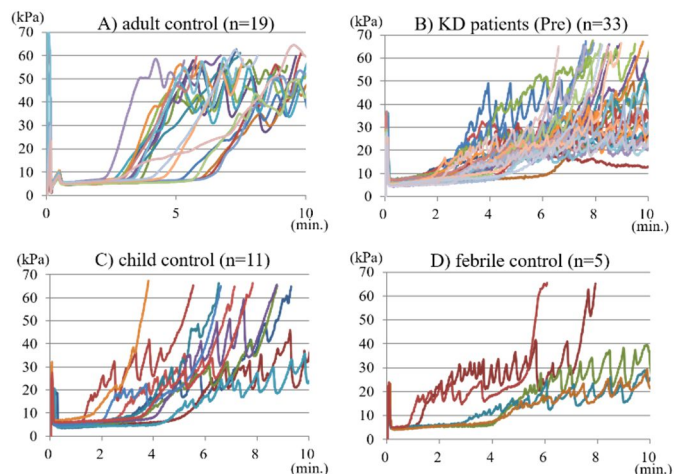 (kPa) A) adult control (n=19)
70
60
50
40
30
20
10
0
0 5 10
(min.)
(kPa) B) KD patients (Pre) (n=33)
70
60
50
40
30
20
10
0
0 2 4 6 8 10
(min.)
(kPa) C) child control (n=11)
70
60
50
40
30
20
10
0
0 2 4 6 8 10
(min.)
(kPa) D) febrile control (n=5)
70
60
50
40
30
20
10
0
0 2 4 6 8 10
(min.)